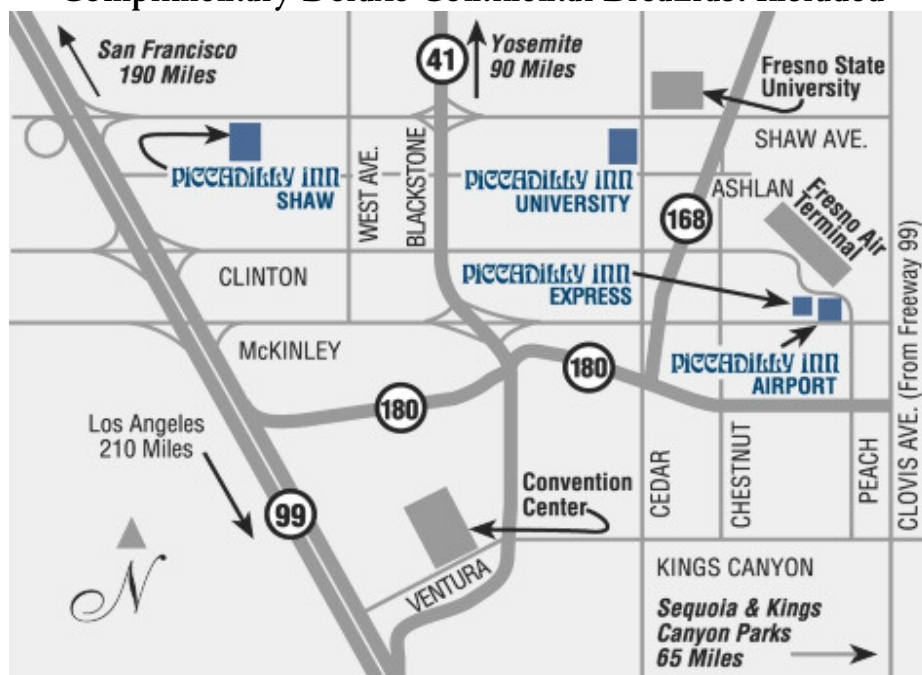 Complimentary Deluxe Continental Breakfast Included
San Francisco
190 Miles
41
Yosemite
90 Miles
Fresno State
University
SHAW AVE.
PICCADILLY INN
SHAW
WEST AVE.
BLACKSTONE
PICCADILLY INN
UNIVERSITY
ASHLAN
168
Fresno Air
Terminal
CLINTON
PICCADILLY INN
EXPRESS
McKINLEY
PICCADILLY INN
AIRPORT
180
180
CLOVIS AVE. (From Freeway 99)
Los Angeles
210 Miles
99
Convention
Center
CEDAR
CHESTNUT
PEACH
N
VENTURA
KINGS CANYON
Sequoia & Kings
Canyon Parks
65 Miles